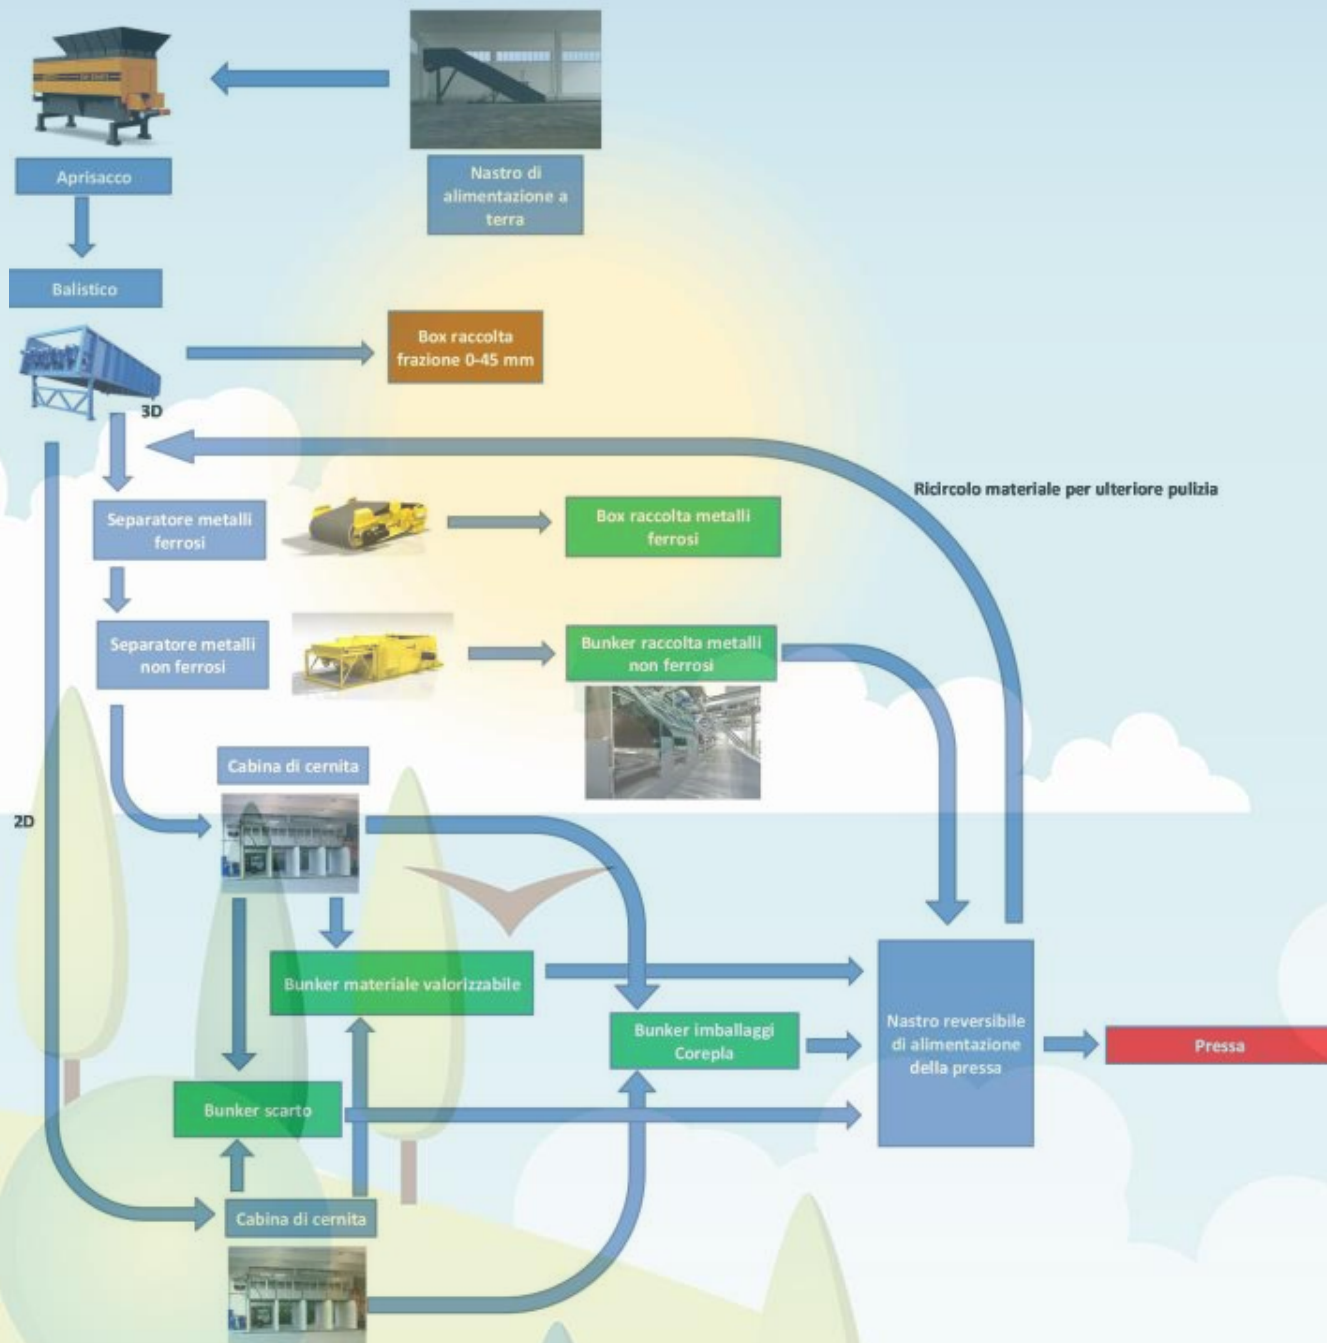 Aprisacco
Nastro di
alimentazione a
terra
Balistico
Box raccolta
frazione 0-45 mm
3D
Ricircolo materiale per ulteriore pulizia
Separatore metalli
ferrosi
Box raccolta metalli
ferrosi
Separatore metalli
non ferrosi
Bunker raccolta metalli
non ferrosi
Cabina di cernita
2D
Bunker materiale valorizzabile
Bunker imballaggi
Corepla
Nastro reversibile
di alimentazione
della pressa
Pressa
Bunker scarto
Cabina di cernita